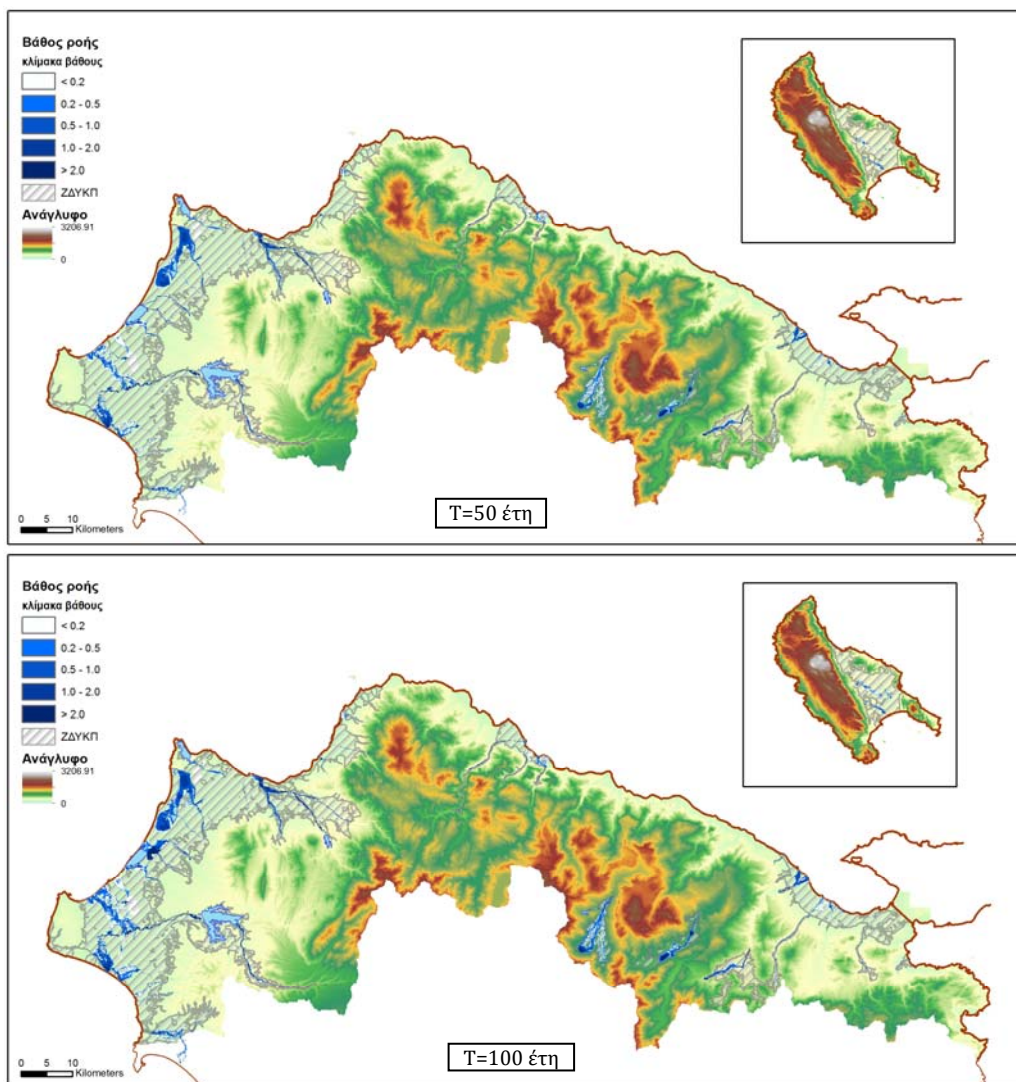 Βάθος ροής
κλίμακα βάθους
< 0.2
0.2 - 0.5
0.5 - 1.0
1.0 - 2.0
> 2.0
ΖΔΥΚΠ
Ανάγλυφο
3206.91
0
0 5 10
Kilometers
T=50 έτη
Βάθος ροής
κλίμακα βάθους
< 0.2
0.2 - 0.5
0.5 - 1.0
1.0 - 2.0
> 2.0
ΖΔΥΚΠ
Ανάγλυφο
3206.91
0
0 5 10
Kilometers
T=100 έτη